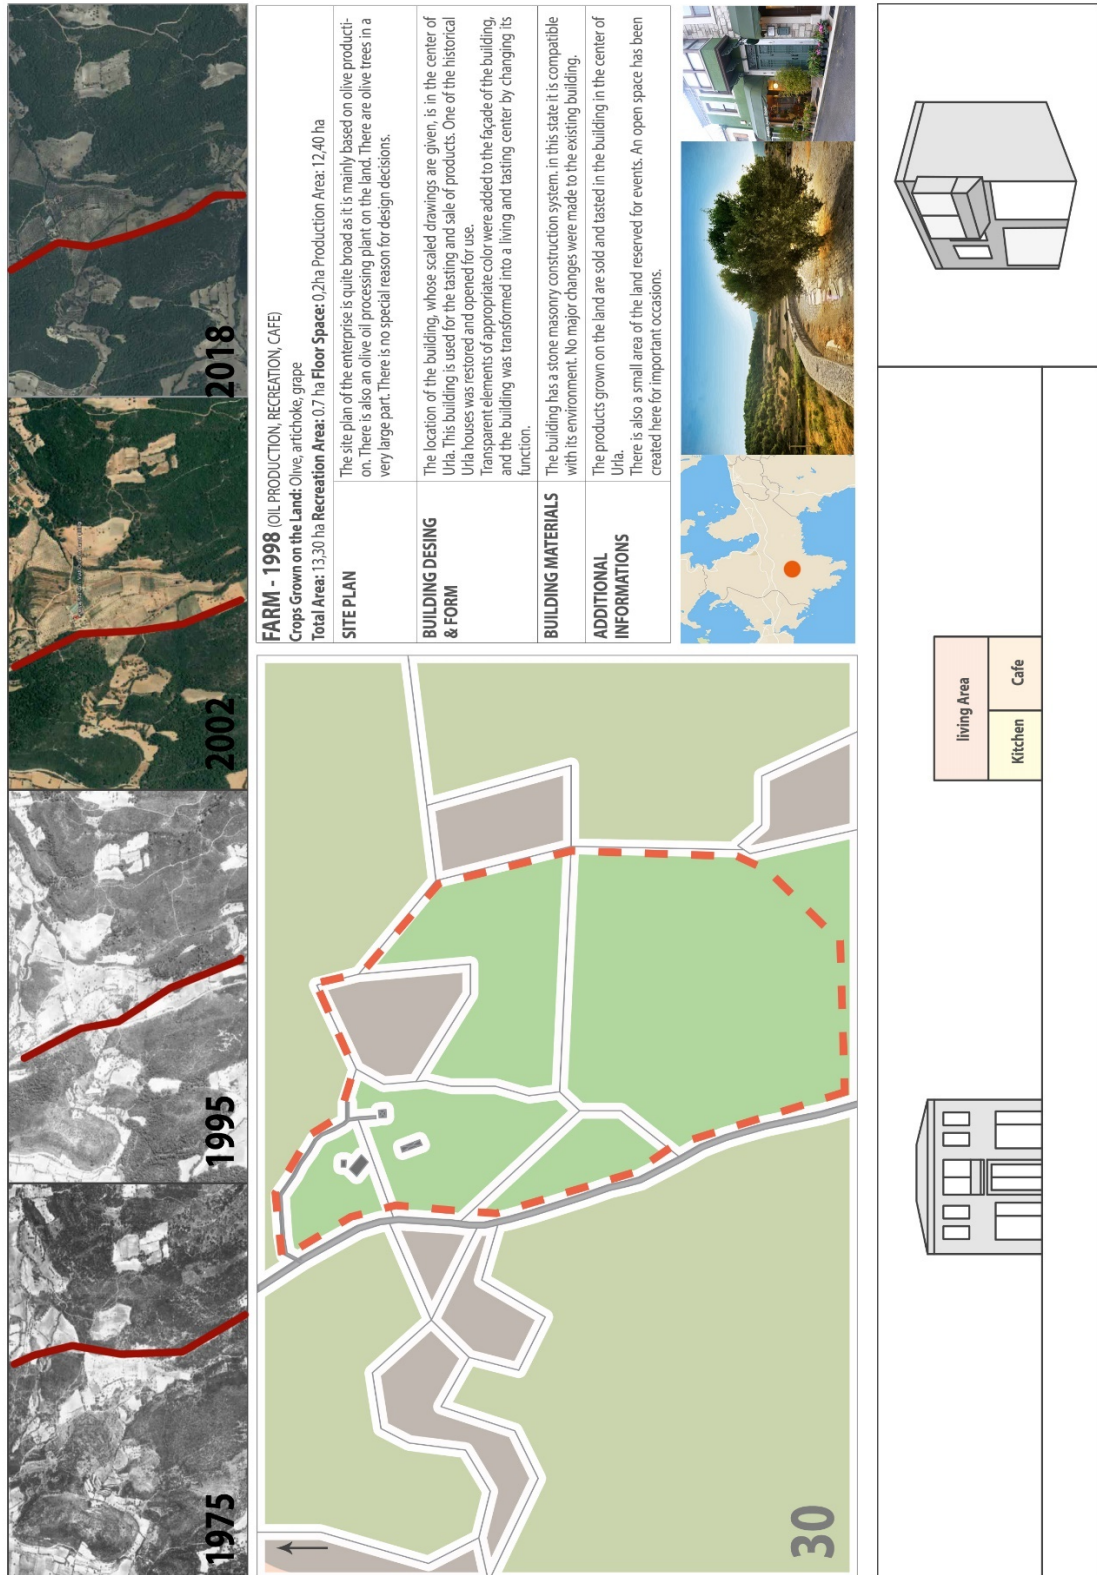 1975
1995
2002
2018
30
FARM - 1998 (OIL PRODUCTION, RECREATION, CAFE)
Crops Grown on the Land: Olive, artichoke, grape
Total Area: 13,30 ha Recreation Area: 0.7 ha Floor Space: 0,2ha Production Area: 12,40 ha
SITE PLAN
The site plan of the enterprise is quite broad as it is mainly based on olive producti-
on. There is also an olive oil processing plant on the land. There are olive trees in a
very large part. There is no special reason for design decisions.
BUILDING DESING
& FORM
The location of the building, whose scaled drawings are given, is in the center of
Urla. This building is used for the tasting and sale of products. One of the historical
Urla houses was restored and opened for use.
Transparent elements of appropriate color were added to the façade of the building,
and the building was transformed into a living and tasting center by changing its
function.
BUILDING MATERIALS
The building has a stone masonry construction system. in this state it is compatible
with its environment. No major changes were made to the existing building.
ADDITIONAL
INFORMATIONS
The products grown on the land are sold and tasted in the building in the center of
Urla.
There is also a small area of the land reserved for events. An open space has been
created here for important occasions.
living Area
Kitchen
Cafe